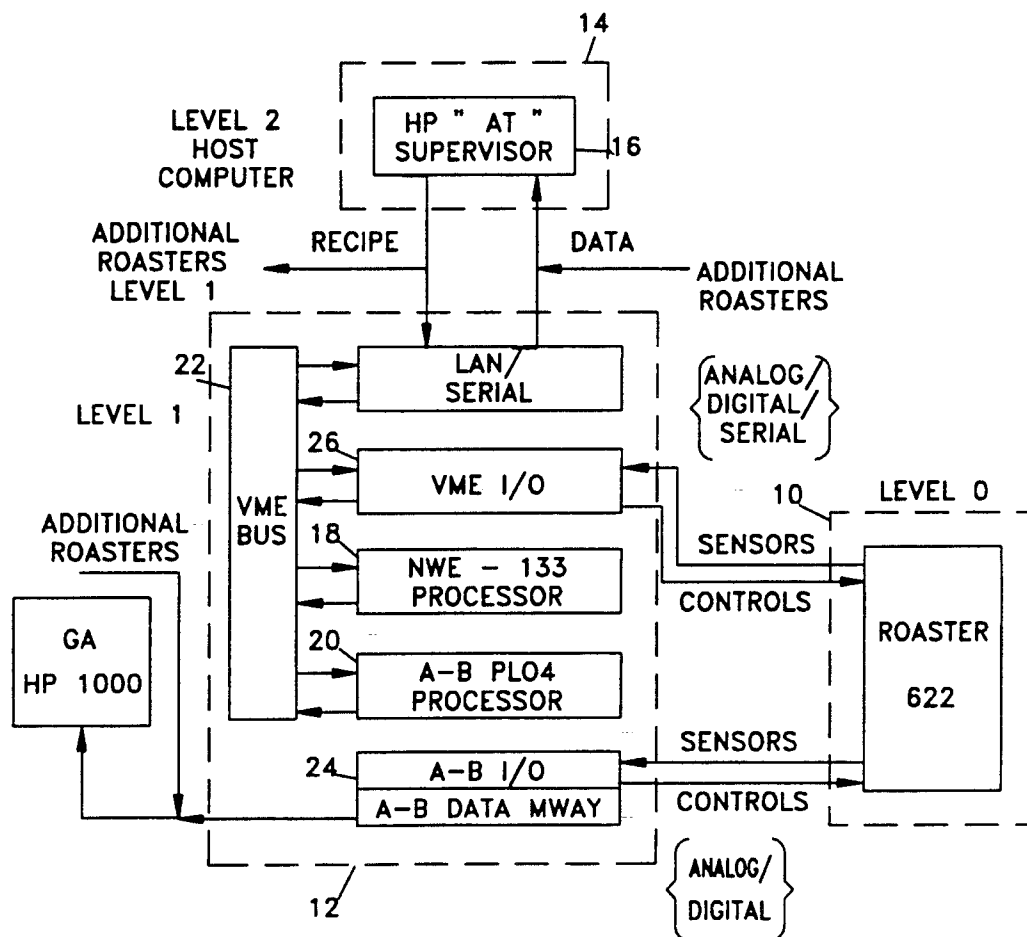 14
LEVEL 2
HOST
COMPUTER
HP " AT "
SUPERVISOR
16
ADDITIONAL
ROASTERS
LEVEL 1
RECIPE
DATA
ADDITIONAL
ROASTERS
22
LEVEL 1
VME
BUS
LAN/
SERIAL
ANALOG/
DIGITAL/
SERIAL
26
VME I/O
10
LEVEL 0
SENSORS
CONTROLS
ADDITIONAL
ROASTERS
18
NWE - 133
PROCESSOR
GA
HP 1000
20
A-B PLO4
PROCESSOR
ROASTER
622
SENSORS
CONTROLS
24
A-B I/O
A-B DATA MWAY
12
ANALOG/
DIGITAL